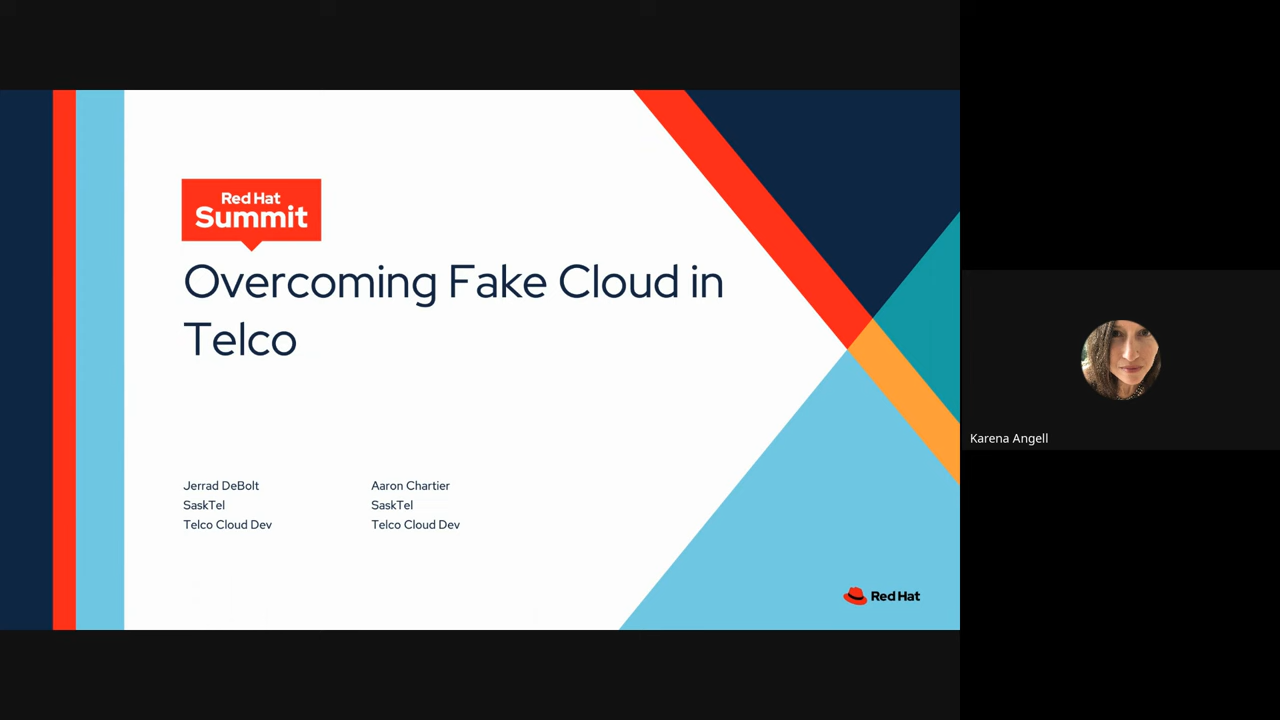 Red Hat
Summit
Overcoming Fake Cloud in
Telco
Jerrad DeBolt
SaskTel
Telco Cloud Dev
Aaron Chartier
SaskTel
Telco Cloud Dev
Red Hat
Karena Angell